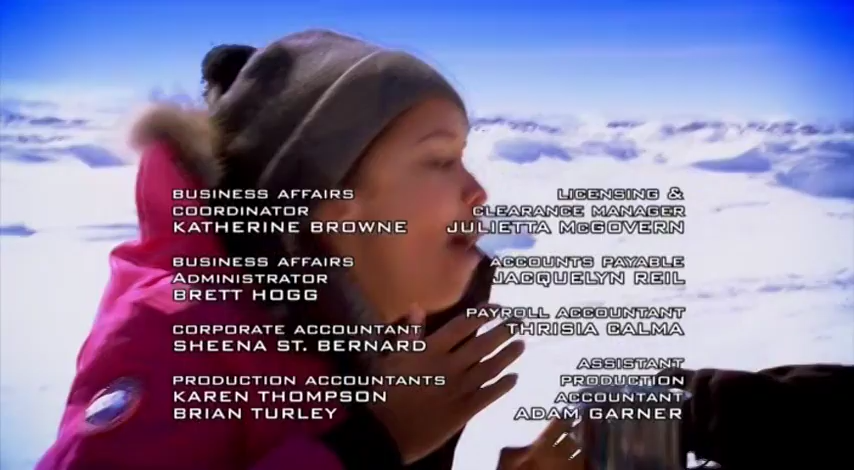 BUSINESS AFFAIRS
COORDINATOR
KATHERINE BROWNE
BUSINESS AFFAIRS
ADMINISTRATOR
BRETT HOGG
CORPORATE ACCOUNTANT
SHEENA ST. BERNARD
PRODUCTION ACCOUNTANTS
KAREN THOMPSON
BRIAN TURLEY
LICENSING &
CLEARANCE MANAGER
JULIETTA McGOVERN
ACCOUNTS PAYABLE
JACQUELYN REIL
PAYROLL ACCOUNTANT
THRISIA CALMA
ASSISTANT
PRODUCTION
ACCOUNTANT
ADAM GARNER